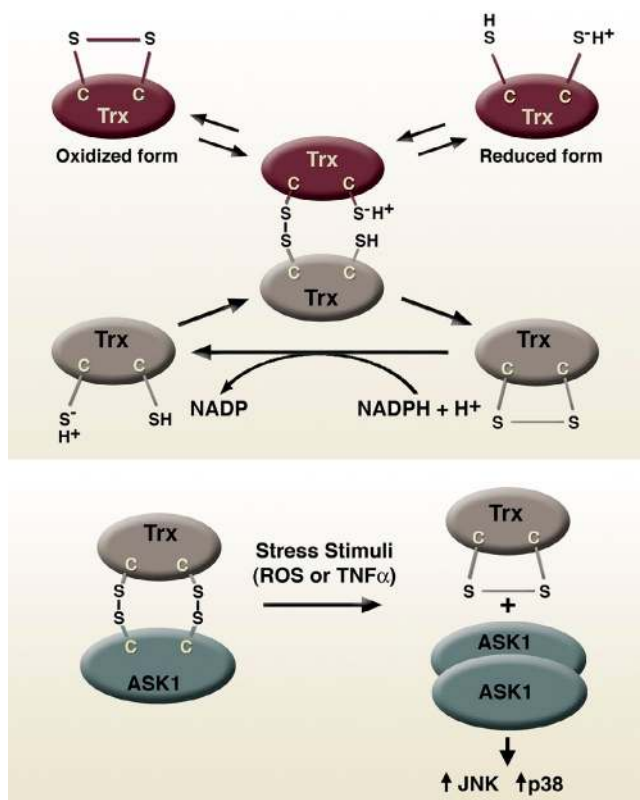 S S
C C
Trx
Oxidized form
H
S S-H+
C C
Trx
Reduced form
Trx
C C
S S-H+
S SH
C C
Trx
Trx
C C
S-
H+
SH
NADP
NADPH + H+
Trx
C C
S S
Trx
C C
S S
S S
C C
ASK1
Stress Stimuli
(ROS or TNFα)
Trx
C C
S S
+
ASK1
ASK1
↑ JNK ↑p38